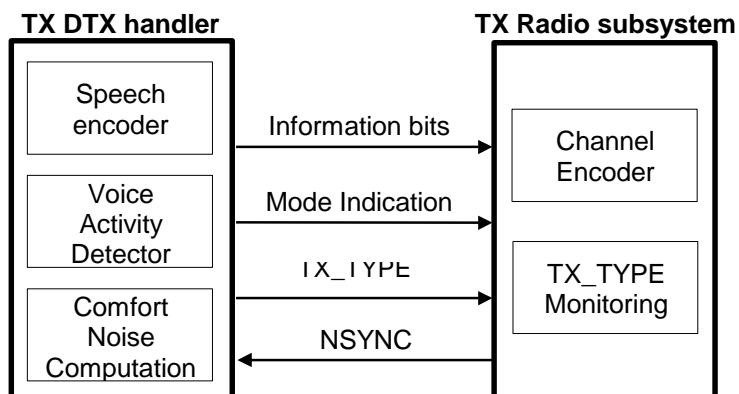 TX DTX handler
TX Radio subsystem
Speech
encoder
Voice
Activity
Detector
Comfort
Noise
Computation
Information bits
Mode Indication
TX_TYPE
NSYNC
Channel
Encoder
TX_TYPE
Monitoring